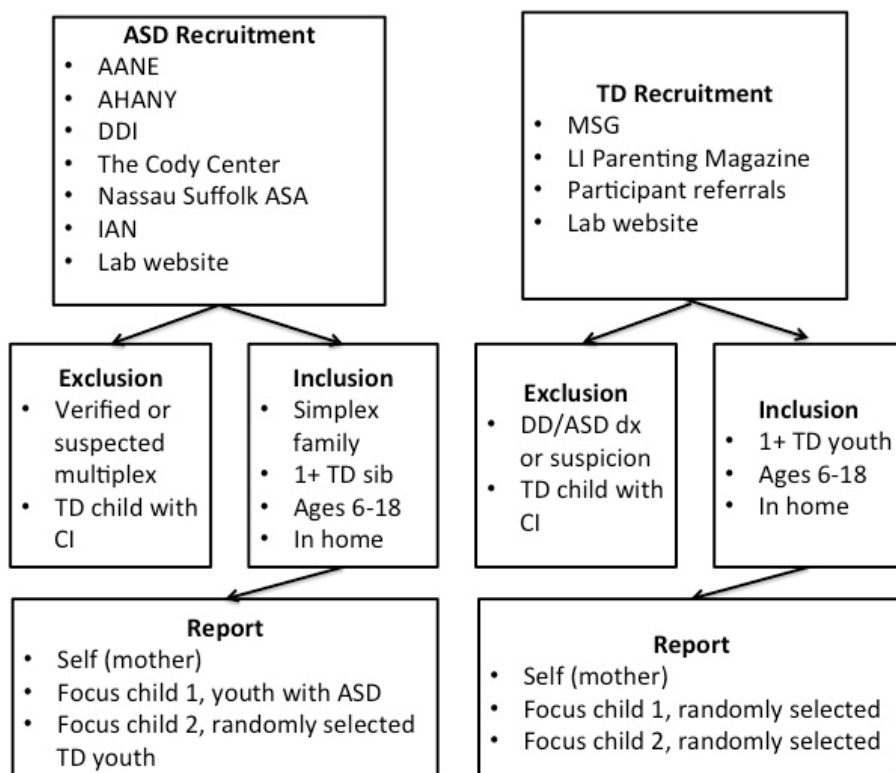 ASD Recruitment
• AANE
• AHANY
• DDI
• The Cody Center
• Nassau Suffolk ASA
• IAN
• Lab website
TD Recruitment
• MSG
• LI Parenting Magazine
• Participant referrals
• Lab website
Exclusion
• Verified or
suspected
multiplex
• TD child with
CI
Inclusion
• Simplex
family
• 1+ TD sib
• Ages 6-18
• In home
Exclusion
• DD/ASD dx
or suspicion
• TD child with
CI
Inclusion
• 1+ TD youth
• Ages 6-18
• In home
Report
• Self (mother)
• Focus child 1, youth with ASD
• Focus child 2, randomly selected
TD youth
Report
• Self (mother)
• Focus child 1, randomly selected
• Focus child 2, randomly selected